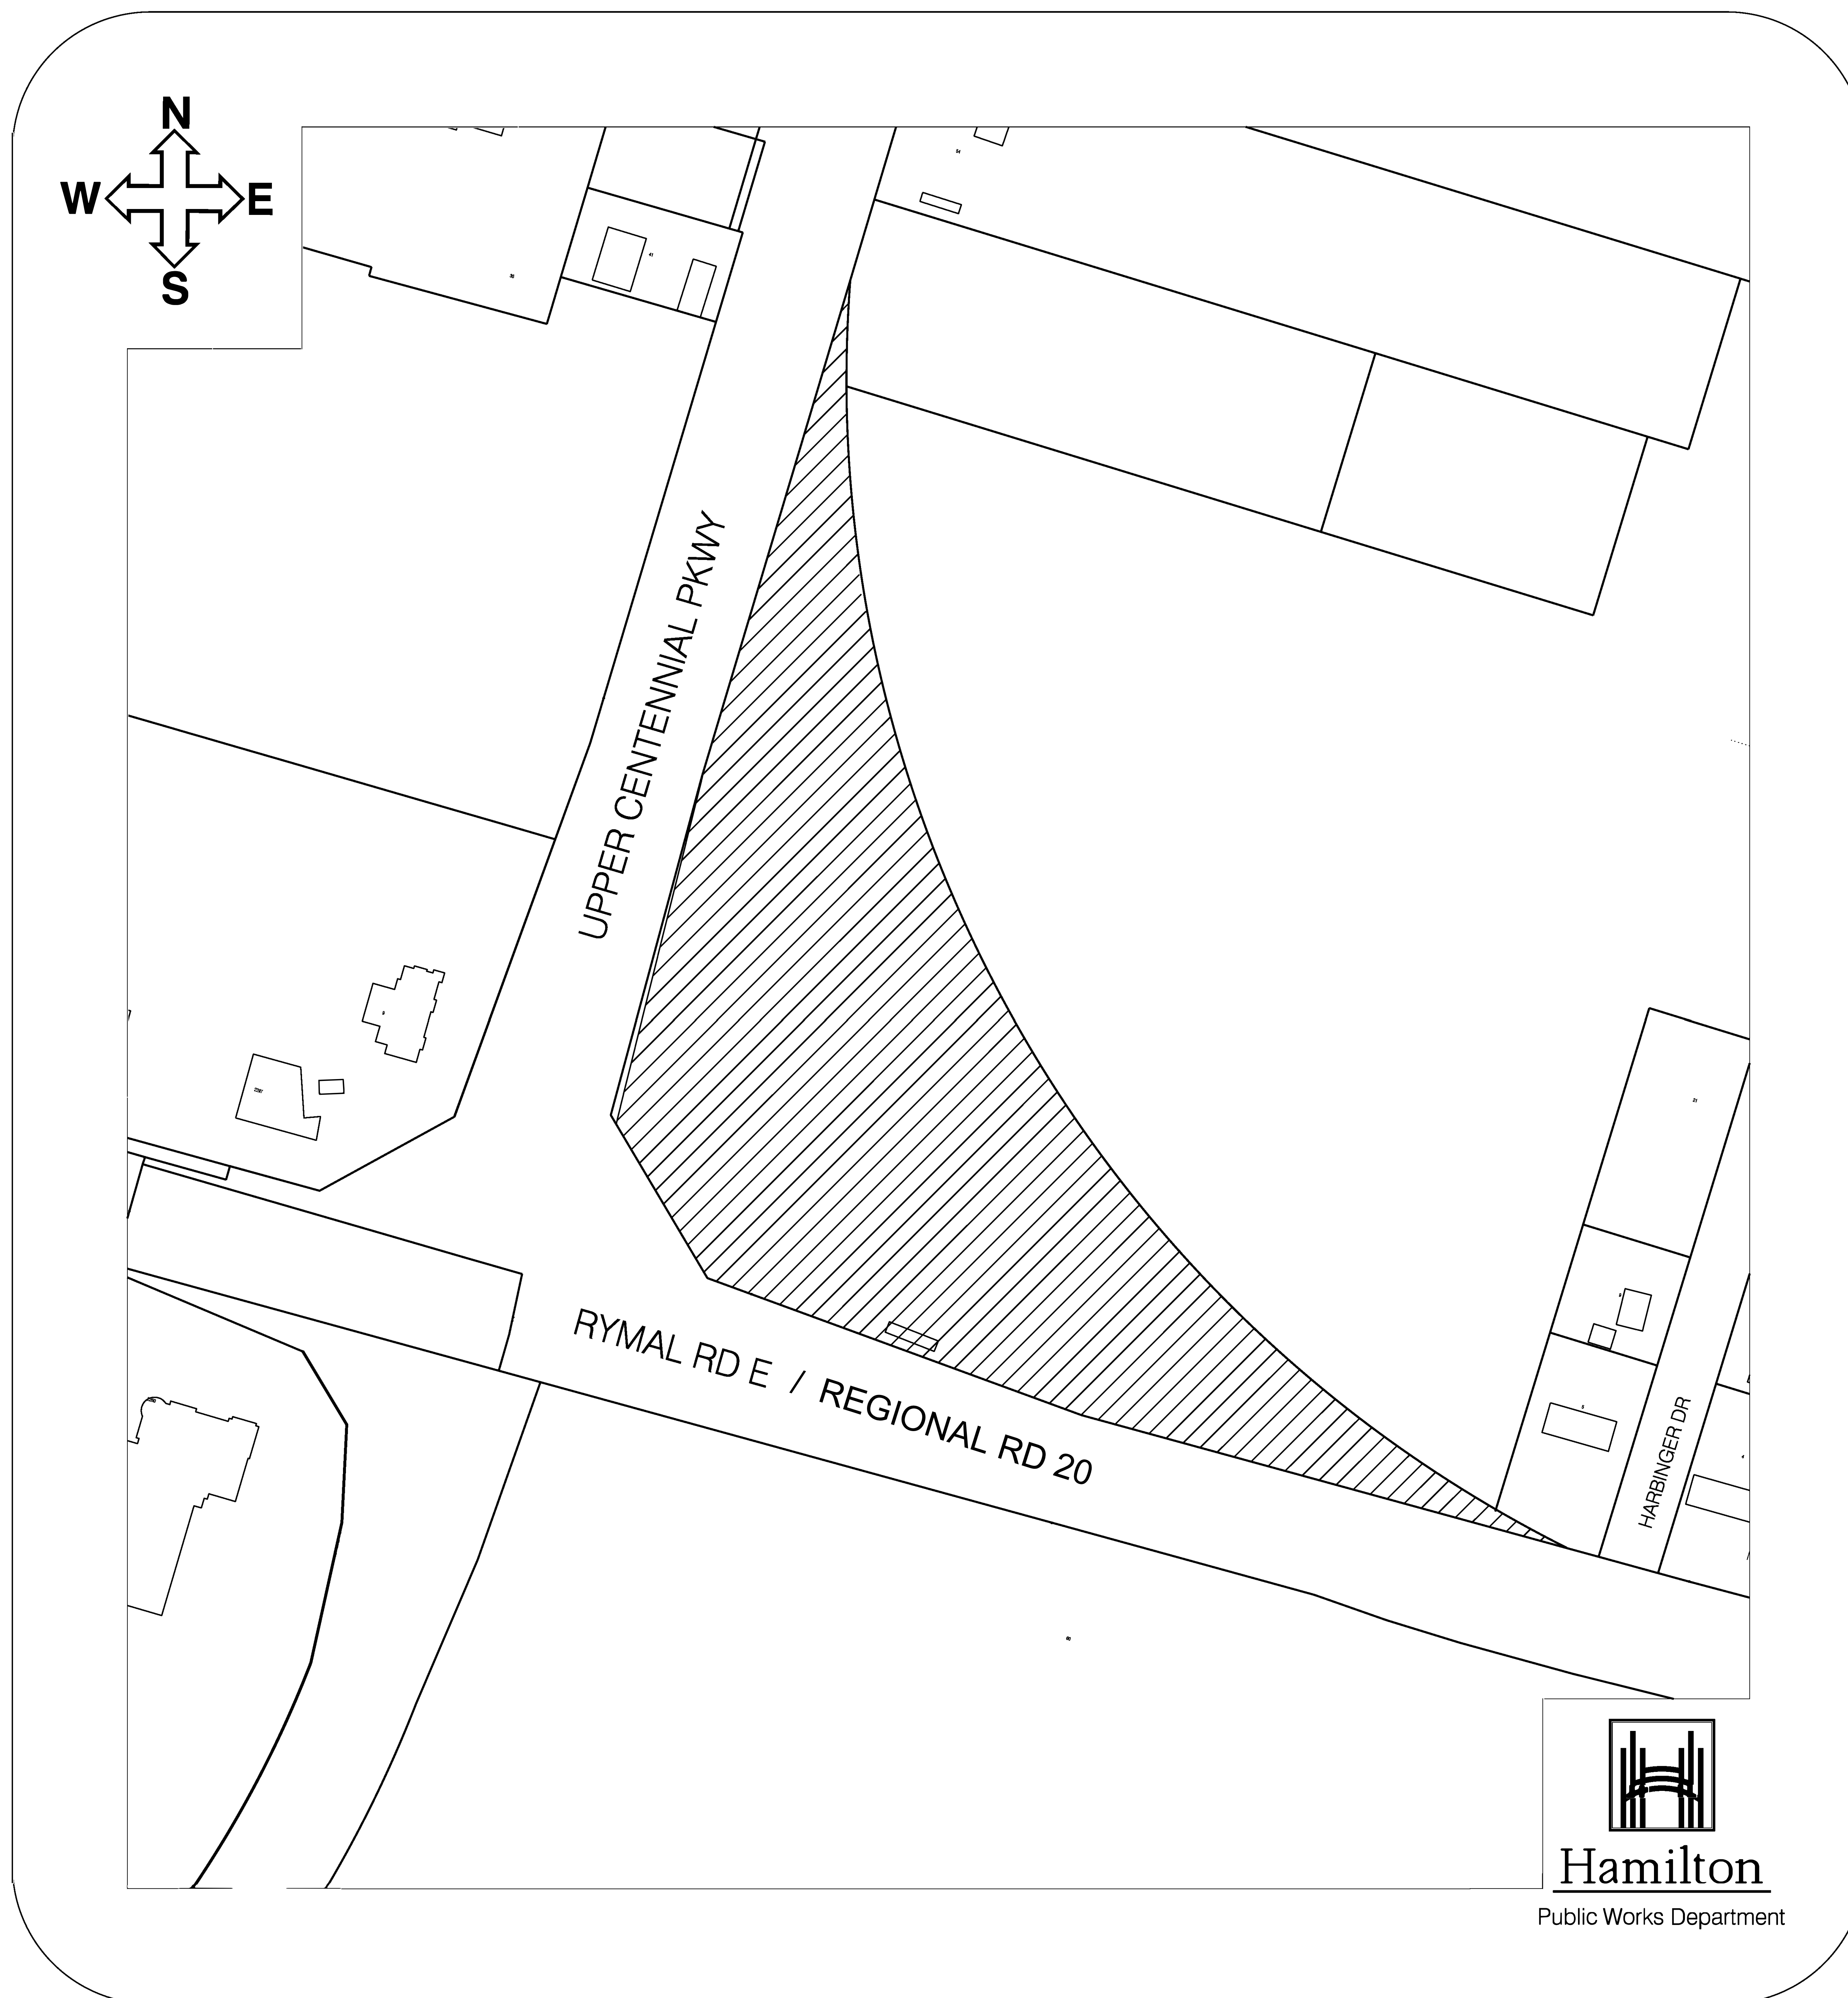 N
W E
S
UPPER CENTENNIAL PKWY
RYMAL RD E / REGIONAL RD 20
HARBINGER DR
Hamilton
Public Works Department